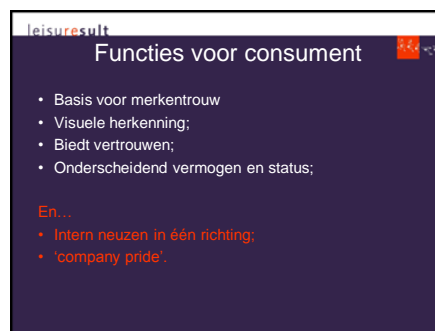 leisuresult
Functies voor consument
• Basis voor merkentrouw
• Visuele herkenning;
• Biedt vertrouwen;
• Onderscheidend vermogen en status;
En…
• Intern neuzen in één richting;
• ‘company pride’.